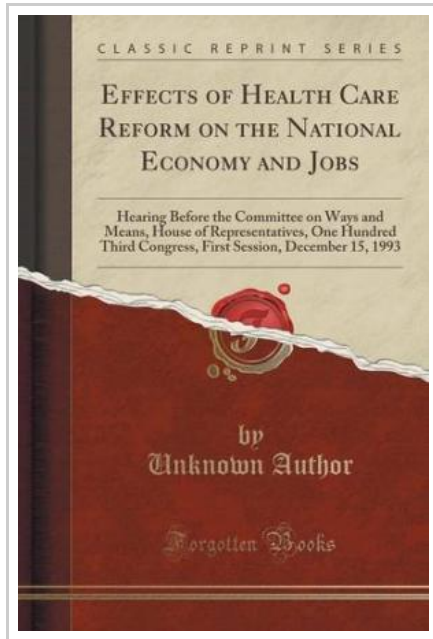 CLASSIC REPRINT SERIES
EFFECTS OF HEALTH CARE
REFORM ON THE NATIONAL
ECONOMY AND JOBS
Hearing Before the Committee on Ways and
Means, House of Representatives, One Hundred
Third Congress, First Session, December 15, 1993
by
Unknown Author
Forgotten Books